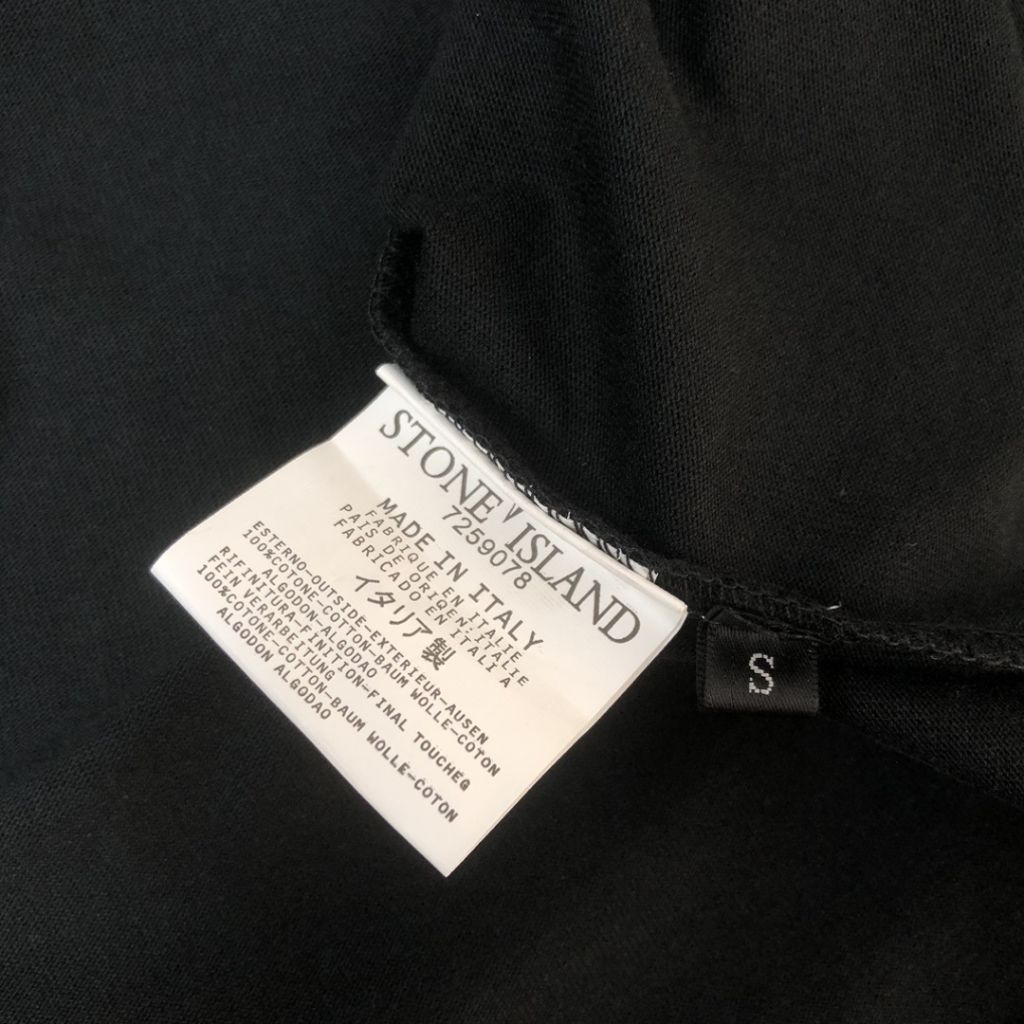 STONE ISLAND
7259078
MADE IN ITALY
FABRIQUE EN ITALIE
PAIS DE ORIQEN ITALIA
FABRICADO EN ITALIA
イタリア製
ESTERNO-OUTSIDE-EXTERIEUR-AUSEN
100%COTONE-COTTON-BAUM WOLLE-COTON
ALGODON-ALGODAO
RIFINITURA-FINITION-FINAL TOUCHEG
FEIN VERARBEITUNG
100%COTONE-COTTON-BAUM WOLLE-COTON
ALGODON ALGODAO
S